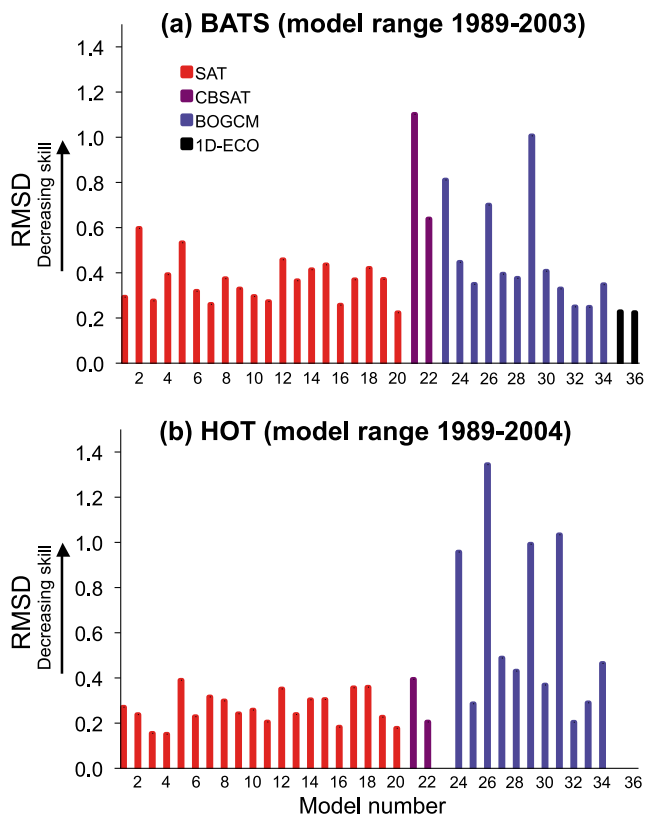 (a) BATS (model range 1989-2003)
1.4
1.2
1.0
0.8
0.6
0.4
0.2
0.0
RMSD
Decreasing skill
SAT
CBSAT
BOGCM
1D-ECO
2 4 6 8 10 12 14 16 18 20 22 24 26 28 30 32 34 36
(b) HOT (model range 1989-2004)
1.4
1.2
1.0
0.8
0.6
0.4
0.2
0.0
RMSD
Decreasing skill
2 4 6 8 10 12 14 16 18 20 22 24 26 28 30 32 34 36
Model number